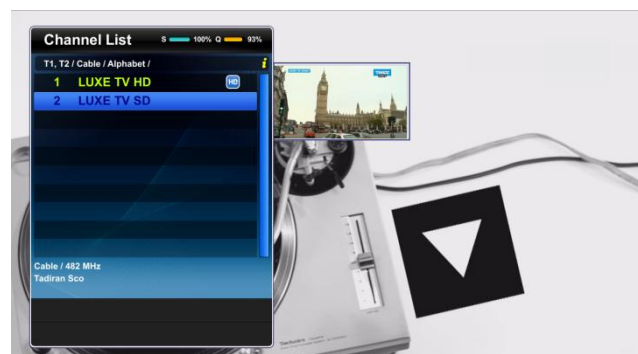 Channel List S 100% Q 93%
T1, T2 / Cable / Alphabet / i
1 LUXE TV HD HD
2 LUXE TV SD
Cable / 482 MHz
Tadiran Sco
Technics